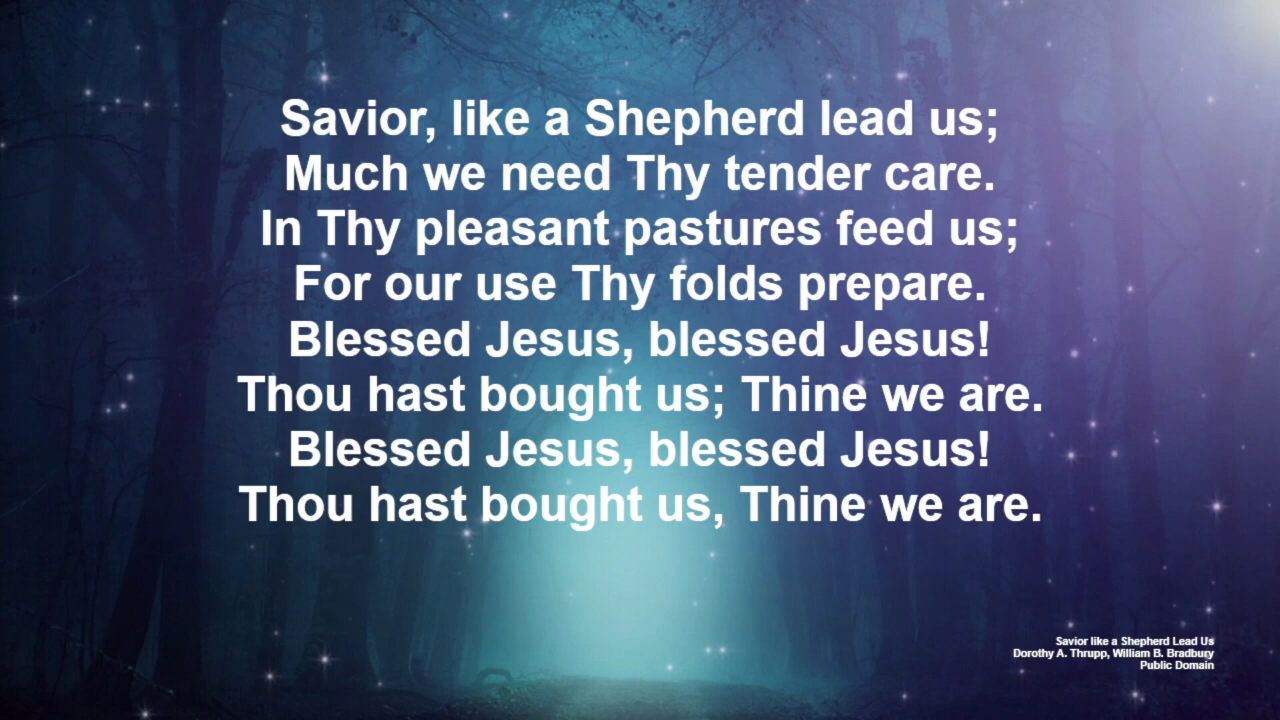 Savior, like a Shepherd lead us;
Much we need Thy tender care.
In Thy pleasant pastures feed us;
For our use Thy folds prepare.
Blessed Jesus, blessed Jesus!
Thou hast bought us; Thine we are.
Blessed Jesus, blessed Jesus!
Thou hast bought us, Thine we are.
Savior like a Shepherd Lead Us
Dorothy A. Thrupp, William B. Bradbury
Public Domain